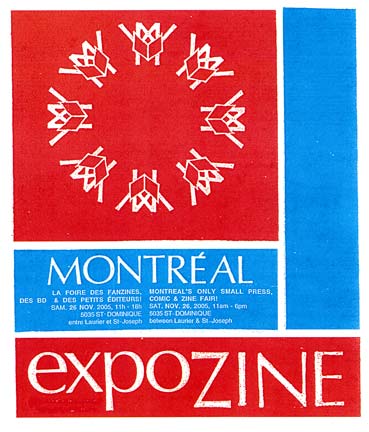 MONTRÉAL
LA FOIRE DES FANZINES,
DES BD & DES PETITS ÉDITEURS!
SAM. 26 NOV. 2005, 11h - 18h
5035 ST-DOMINIQUE
entre Laurier et St-Joseph
MONTREAL'S ONLY SMALL PRESS,
COMIC & ZINE FAIR!
SAT. NOV. 26, 2005, 11am - 6pm
5035 ST-DOMINIQUE
between Laurier & St-Joseph
expoZINE